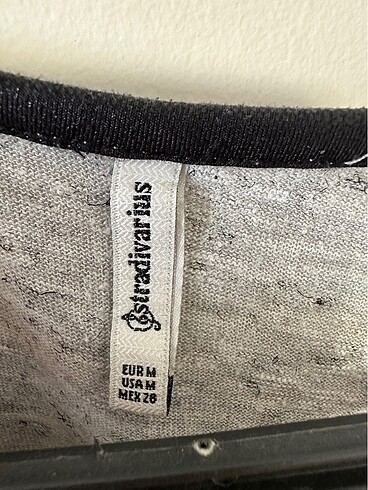 stradivarius
EUR M
USA M
MEX 28